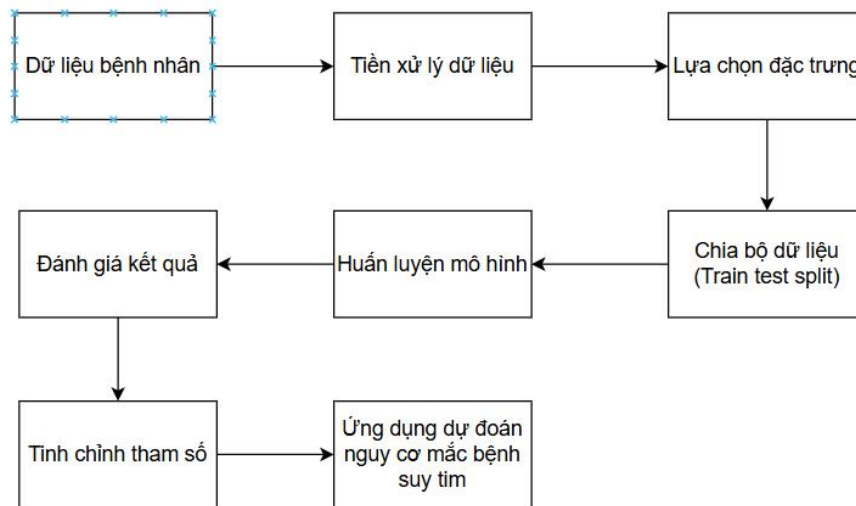 Dữ liệu bệnh nhân
Tiền xử lý dữ liệu
Lựa chọn đặc trưng
Chia bộ dữ liệu
(Train test split)
Huấn luyện mô hình
Đánh giá kết quả
Tinh chỉnh tham số
Ứng dụng dự đoán
nguy cơ mắc bệnh
suy tim